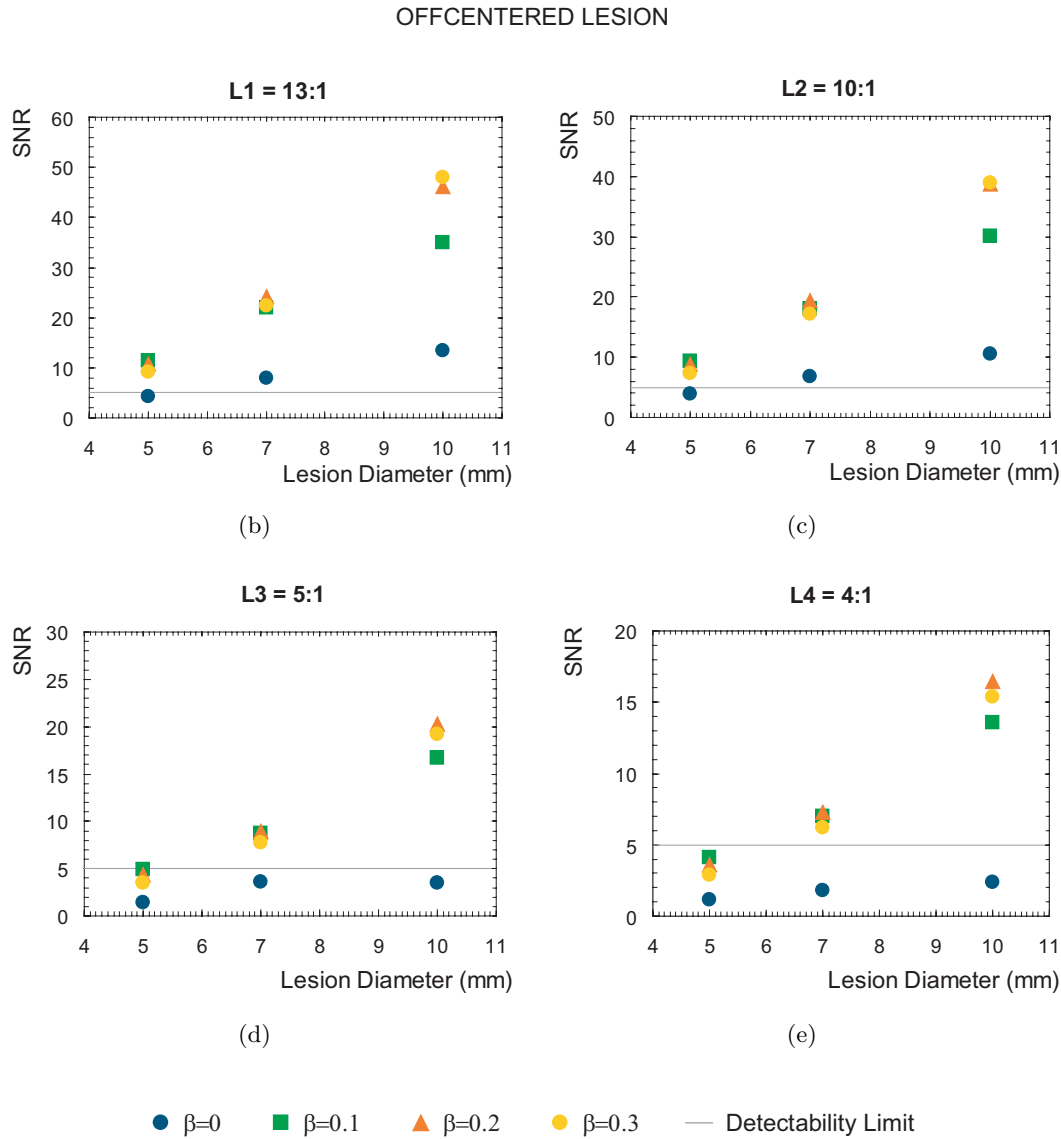 OFFCENTERED LESION
L1 = 13:1
SNR
60
50
40
30
20
10
0
4 5 6 7 8 9 10 11
Lesion Diameter (mm)
(b)
L2 = 10:1
SNR
50
40
30
20
10
0
4 5 6 7 8 9 10 11
Lesion Diameter (mm)
(c)
L3 = 5:1
SNR
30
25
20
15
10
5
0
4 5 6 7 8 9 10 11
Lesion Diameter (mm)
(d)
L4 = 4:1
SNR
20
15
10
5
0
4 5 6 7 8 9 10 11
Lesion Diameter (mm)
(e)
β=0 β=0.1 β=0.2 β=0.3 Detectability Limit